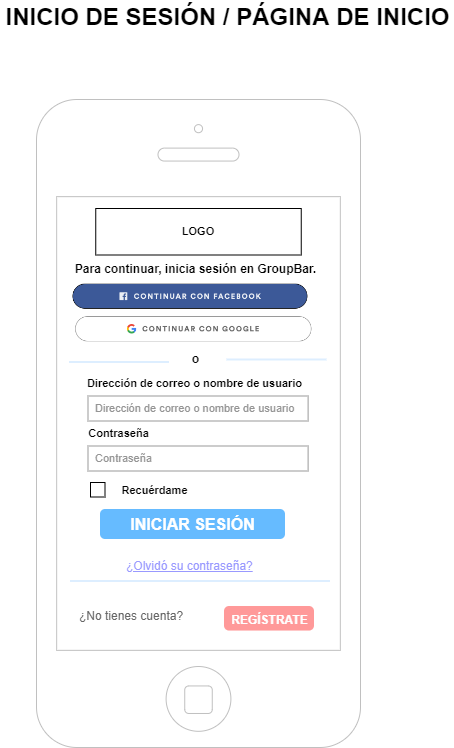 INICIO DE SESIÓN / PÁGINA DE INICIO
LOGO
Para continuar, inicia sesión en GroupBar.
CONTINUAR CON FACEBOOK
CONTINUAR CON GOOGLE
O
Dirección de correo o nombre de usuario
Dirección de correo o nombre de usuario
Contraseña
Contraseña
Recuérdame
INICIAR SESIÓN
¿Olvidó su contraseña?
¿No tienes cuenta? REGÍSTRATE